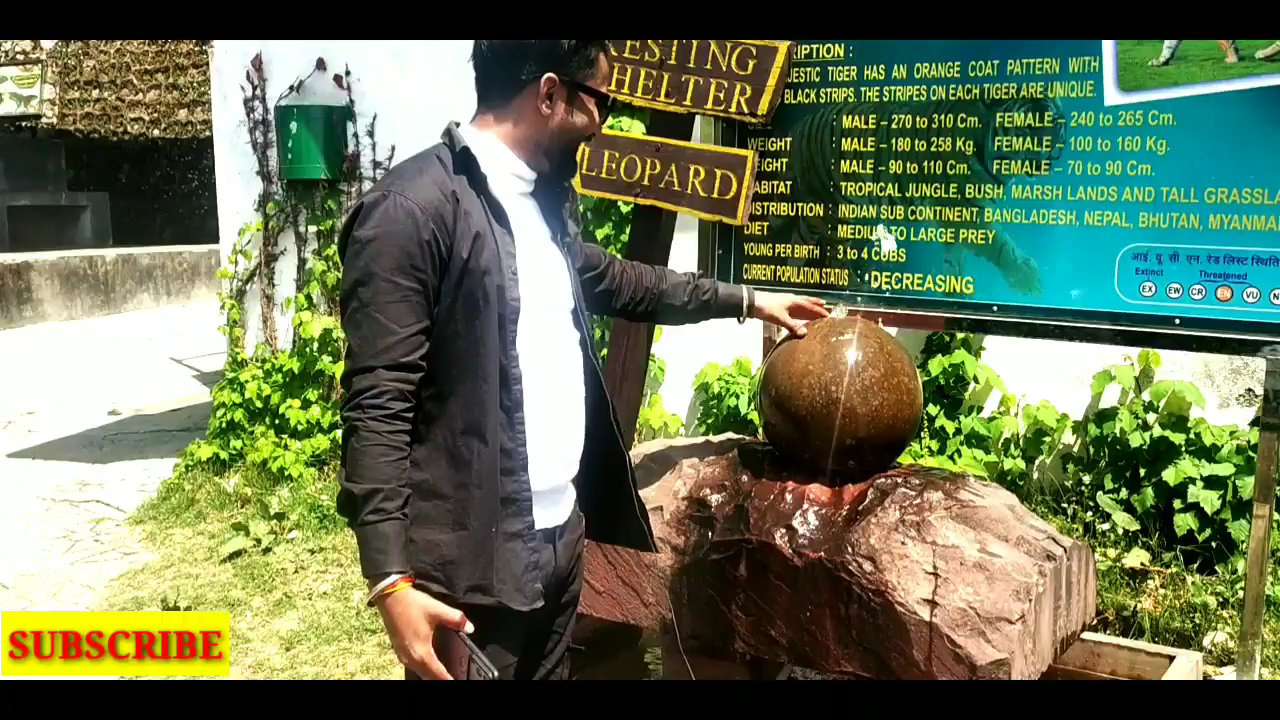 RESTING
SHELTER
LEOPARD
RIPTION :
JESTIC TIGER HAS AN ORANGE COAT PATTERN WITH
BLACK STRIPS. THE STRIPES ON EACH TIGER ARE UNIQUE.
: MALE – 270 to 310 Cm. FEMALE – 240 to 265 Cm.
WEIGHT : MALE – 180 to 258 Kg. FEMALE – 100 to 160 Kg.
EIGHT : MALE – 90 to 110 Cm. FEMALE – 70 to 90 Cm.
ABITAT : TROPICAL JUNGLE, BUSH, MARSH LANDS AND TALL GRASSLA
DISTRIBUTION : INDIAN SUB CONTINENT, BANGLADESH, NEPAL, BHUTAN, MYANMA
DIET : MEDIUM TO LARGE PREY
YOUNG PER BIRTH : 3 to 4 CUBS
CURRENT POPULATION STATUS : DECREASING
आई. यू. सी. एन. रेड लिस्ट स्थिति
Extinct Threatened
EX EW CR EN VU N
SUBSCRIBE